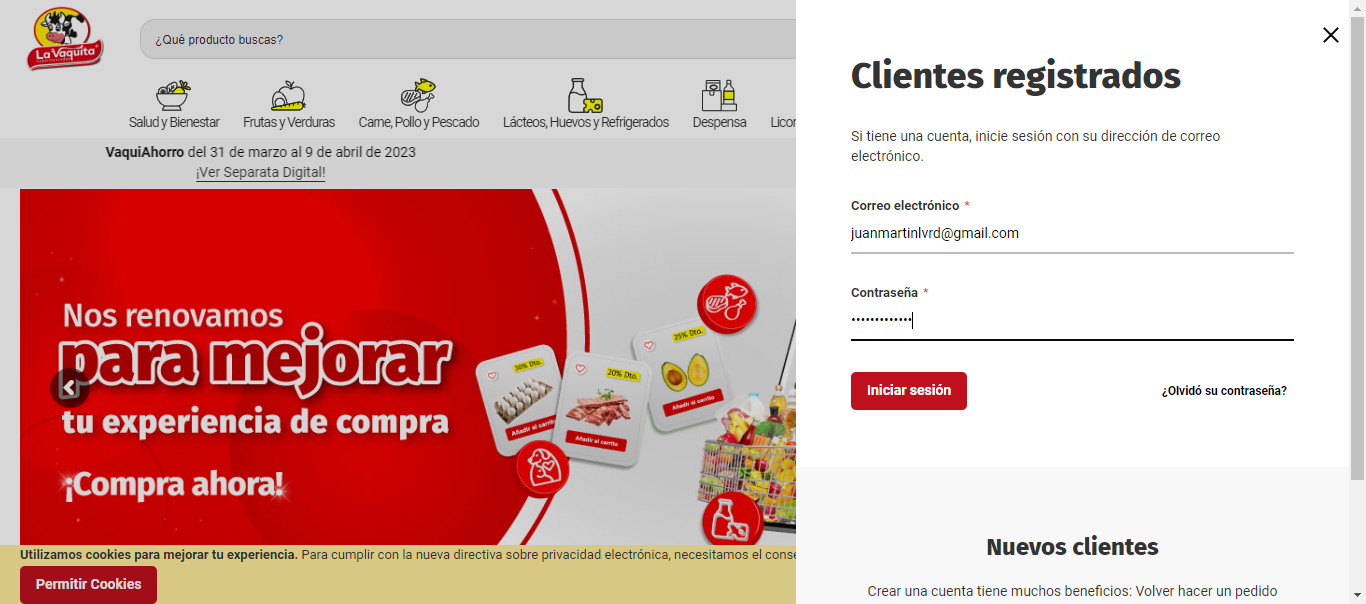 La Vaquita
¿Qué producto buscas?
Salud y Bienestar
Frutas y Verduras
Carne, Pollo y Pescado
Lácteos, Huevos y Refrigerados
Despensa
Licor
VaquiAhorro del 31 de marzo al 9 de abril de 2023
¡Ver Separata Digital!
Nos renovamos
para mejorar
tu experiencia de compra
¡Compra ahora!
30% Dto.
Añadir al carrito
20% Dto.
Añadir al carrito
25% Dto.
Añadir al carrito
Utilizamos cookies para mejorar tu experiencia. Para cumplir con la nueva directiva sobre privacidad electrónica, necesitamos el conse
Permitir Cookies
Clientes registrados
Si tiene una cuenta, inicie sesión con su dirección de correo
electrónico.
Correo electrónico *
juanmartinlvrd@gmail.com
Contraseña *
•••••••••••••
Iniciar sesión
¿Olvidó su contraseña?
Nuevos clientes
Crear una cuenta tiene muchos beneficios: Volver hacer un pedido